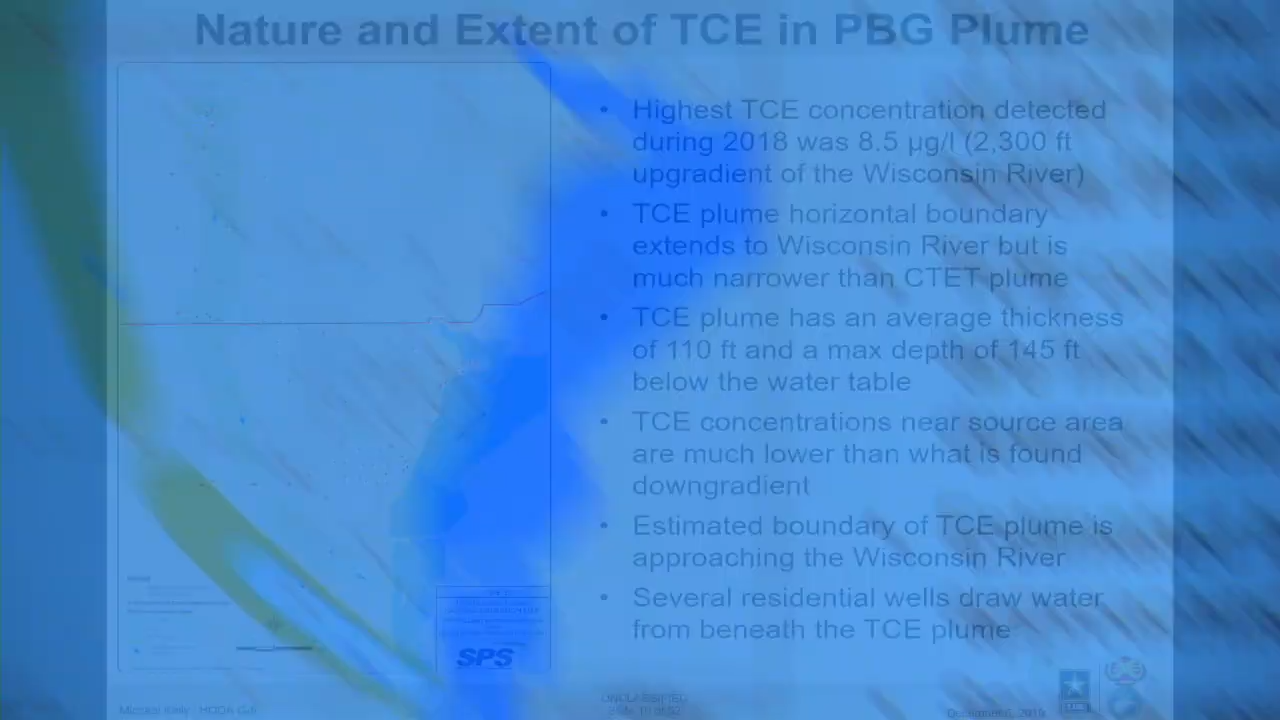 Nature and Extent of TCE in PBG Plume
• Highest TCE concentration detected
during 2018 was 8.5 µg/l (2,300 ft
upgradient of the Wisconsin River)
• TCE plume horizontal boundary
extends to Wisconsin River but is
much narrower than CTET plume
• TCE plume has an average thickness
of 110 ft and a max depth of 145 ft
below the water table
• TCE concentrations near source area
are much lower than what is found
downgradient
• Estimated boundary of TCE plume is
approaching the Wisconsin River
• Several residential wells draw water
from beneath the TCE plume
SPS
UNCLASSIFIED